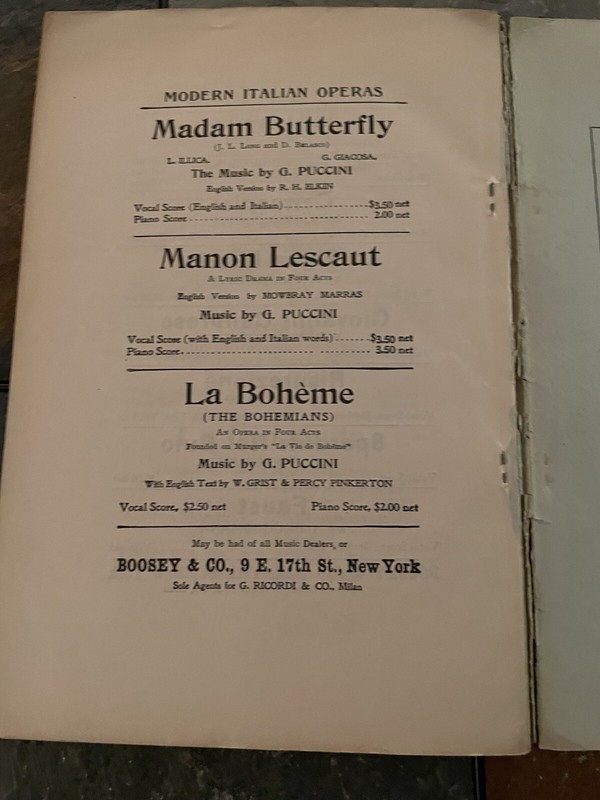 MODERN ITALIAN OPERAS
Madam Butterfly
(J. L. Long and D. Belasco)
L. ILLICA. G. GIACOSA.
The Music by G. PUCCINI
English Version by R. H. ELKIN
Vocal Score (English and Italian) - - - - - - - - - - - - - - - - - $3.50 net
Piano Score - - - - - - - - - - - - - - - - - - - - - - - - - - - - - - - - - - 2.00 net
Manon Lescaut
A Lyric Drama in Four Acts
English Version by MOWBRAY MARRAS
Music by G. PUCCINI
Vocal Score (with English and Italian words) - - - - - - - $3.50 net
Piano Score - - - - - - - - - - - - - - - - - - - - - - - - - - - - - - - - 3.50 net
La Bohème
(THE BOHEMIANS)
An Opera in Four Acts
Founded on Murger's "La Vie de Bohème"
Music by G. PUCCINI
With English Text by W. GRIST & PERCY PINKERTON
Vocal Score, $2.50 net Piano Score, $2.00 net
May be had of all Music Dealers, or
BOOSEY & CO., 9 E. 17th St., New York
Sole Agents for G. RICORDI & CO., Milan